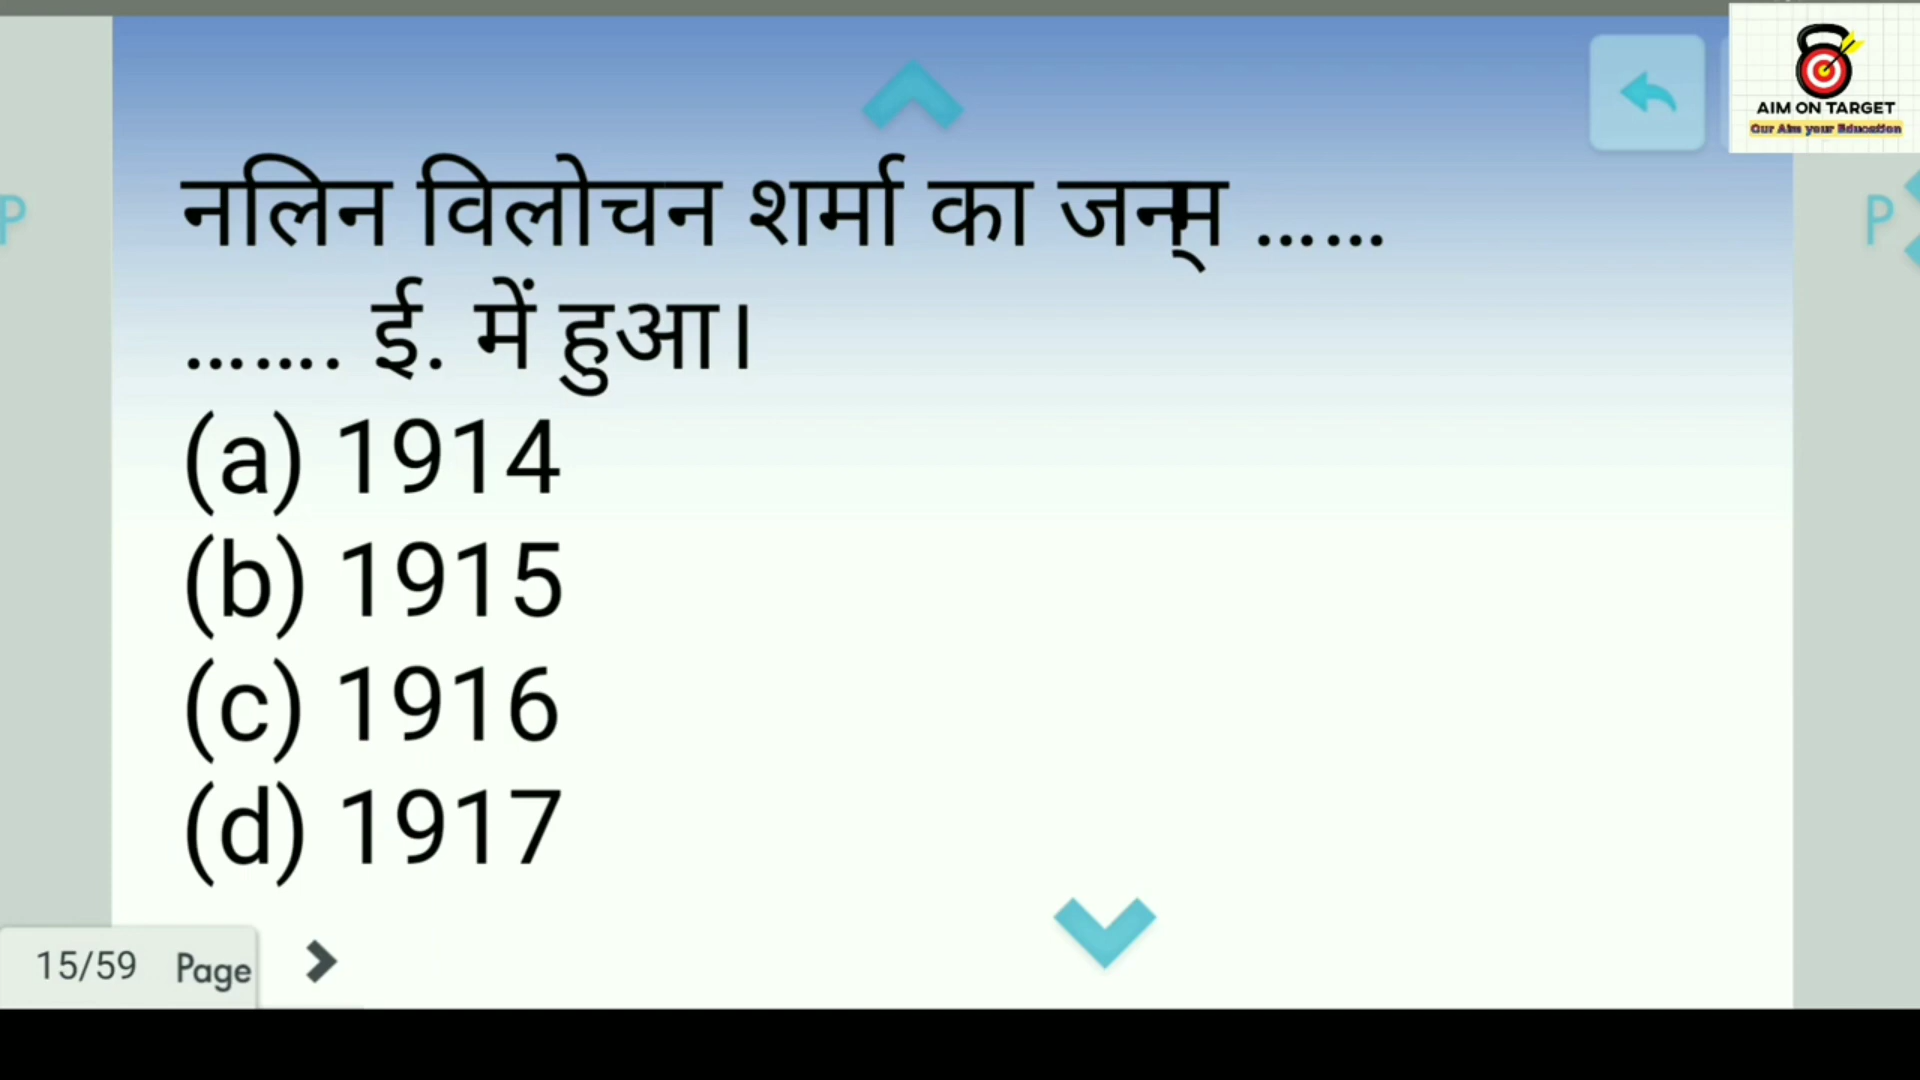 AIM ON TARGET
Our Aim your Education
P
P
नलिन विलोचन शर्मा का जन्म ......
....... ई. में हुआ।
(a) 1914
(b) 1915
(c) 1916
(d) 1917
15/59 Page